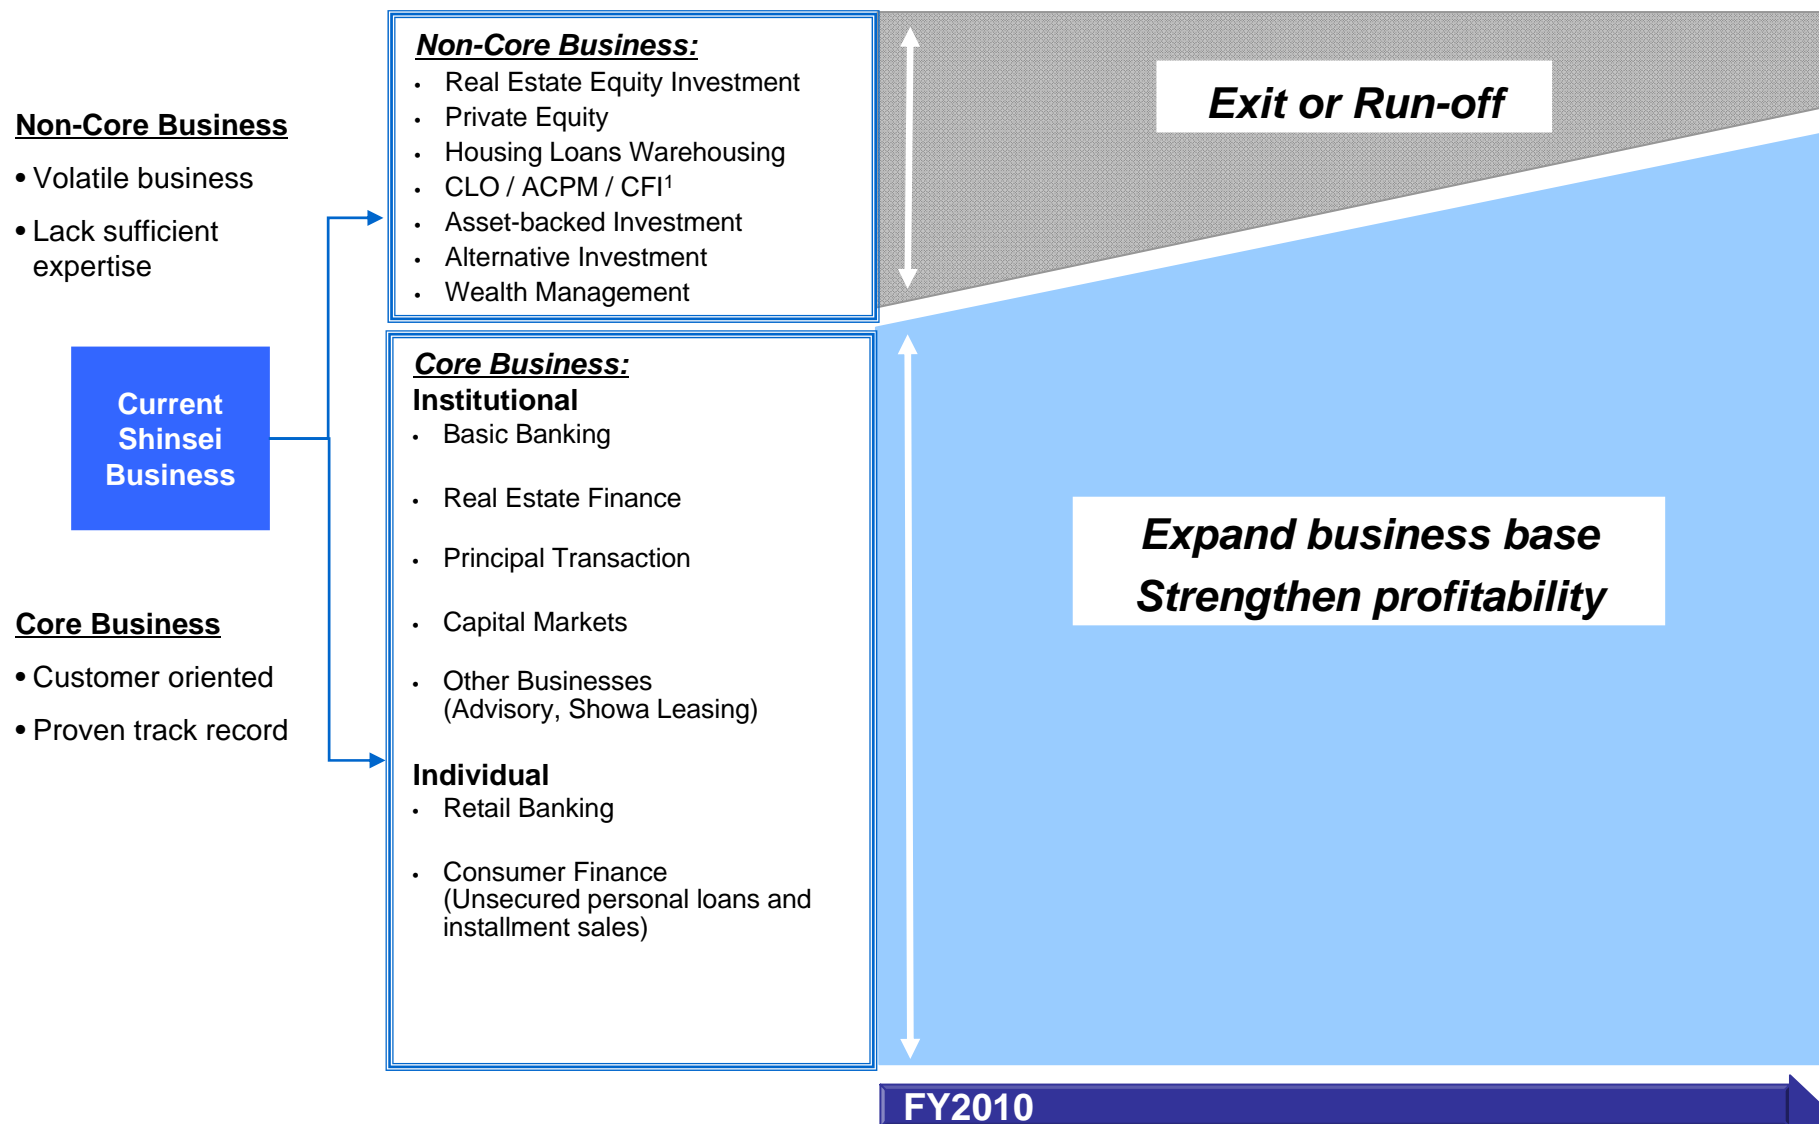 Non-Core Business
• Volatile business
• Lack sufficient
expertise
Current
Shinsei
Business
Core Business
• Customer oriented
• Proven track record
Non-Core Business:
• Real Estate Equity Investment
• Private Equity
• Housing Loans Warehousing
• CLO / ACPM / CFI¹
• Asset-backed Investment
• Alternative Investment
• Wealth Management
Core Business:
Institutional
• Basic Banking
• Real Estate Finance
• Principal Transaction
• Capital Markets
• Other Businesses
(Advisory, Showa Leasing)
Individual
• Retail Banking
• Consumer Finance
(Unsecured personal loans and
installment sales)
Exit or Run-off
Expand business base
Strengthen profitability
FY2010